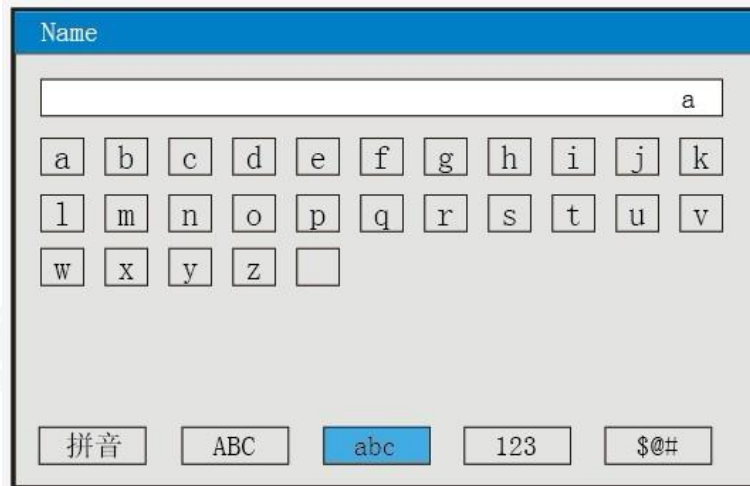 Name
a
a b c d e f g h i j k
l m n o p q r s t u v
w x y z
拼音 ABC abc 123 $@#